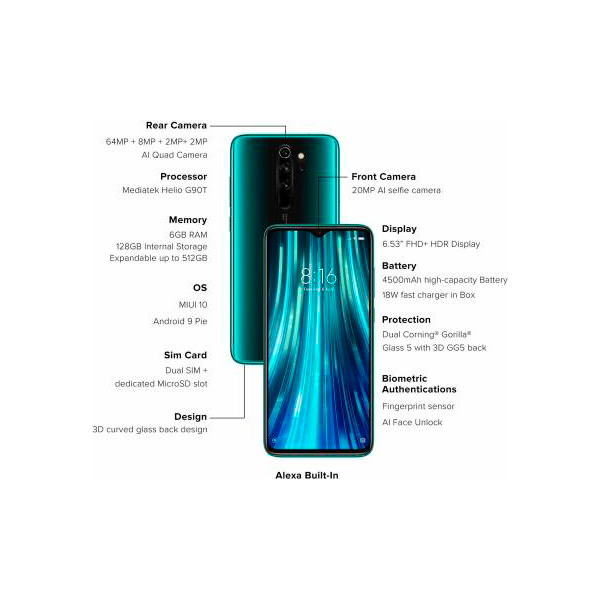 Rear Camera
64MP + 8MP + 2MP+ 2MP
AI Quad Camera
Processor
Mediatek Helio G90T
Memory
6GB RAM
128GB Internal Storage
Expandable up to 512GB
OS
MIUI 10
Android 9 Pie
Sim Card
Dual SIM +
dedicated MicroSD slot
Design
3D curved glass back design
8:16
Front Camera
20MP AI selfie camera
Display
6.53" FHD+ HDR Display
Battery
4500mAh high-capacity Battery
18W fast charger in Box
Protection
Dual Corning® Gorilla®
Glass 5 with 3D GG5 back
Biometric
Authentications
Fingerprint sensor
AI Face Unlock
Alexa Built-In